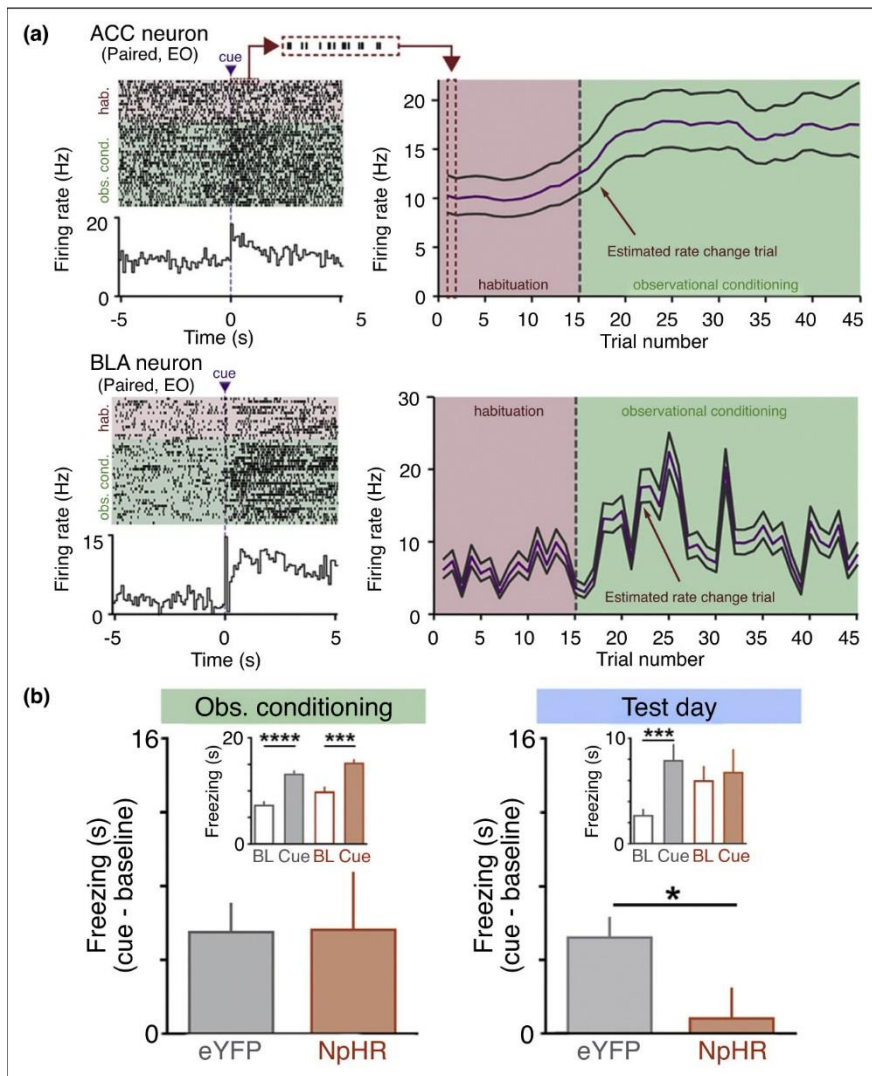 (a)
ACC neuron
(Paired, EO)
cue
hab.
obs. cond.
Firing rate (Hz)
20
0
-5
0
5
Time (s)
Firing rate (Hz)
20
15
10
5
0
Estimated rate change trial
habituation
observational conditioning
0 5 10 15 20 25 30 35 40 45
Trial number
BLA neuron
(Paired, EO)
cue
hab.
obs. cond.
Firing rate (Hz)
15
0
-5
0
5
Time (s)
Firing rate (Hz)
30
20
10
0
habituation
observational conditioning
Estimated rate change trial
0 5 10 15 20 25 30 35 40 45
Trial number
(b)
Obs. conditioning
Freezing (s)
(cue - baseline)
16
0
Freezing (s)
20
0
****
***
BL Cue BL Cue
eYFP NpHR
Test day
Freezing (s)
(cue - baseline)
16
0
Freezing (s)
10
0
***
BL Cue BL Cue
*
eYFP NpHR